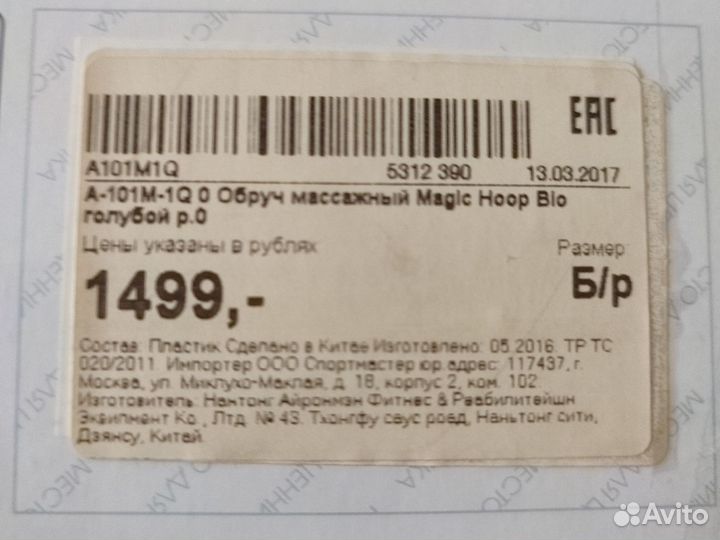 EAC
A101M1Q 5312 390 13.03.2017
A-101M-1Q 0 Обруч массажный Magic Hoop Blo
голубой р.0
Цены указаны в рублях Размер:
1499,- Б/р
Состав: Пластик Сделано в Китае Изготовлено: 05.2016. ТР ТС
020/2011. Импортер ООО Спортмастер юр.адрес: 117437, г.
Москва, ул. Миклухо-Маклая, д. 18, корпус 2, ком. 102.
Изготовитель: Нантонг Айронмэн Фитнес & Реабилитейшн
Эквипмент Ко., Лтд. № 43. Тхонгфу саус роад, Наньтонг сити,
Дзянсу, Китай.
Avito